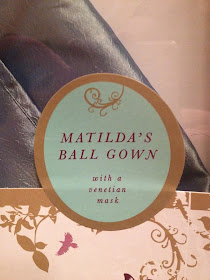 MATILDA'S
BALL GOWN
with a
venetian
mask